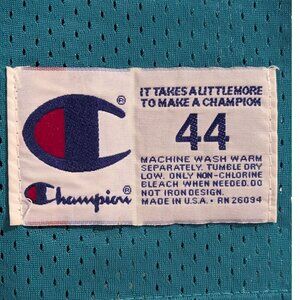 IT TAKES A LITTLE MORE
TO MAKE A CHAMPION
44
MACHINE WASH WARM
SEPARATELY. TUMBLE DRY
LOW. ONLY NON-CHLORINE
BLEACH WHEN NEEDED. DO
NOT IRON DESIGN.
MADE IN U.S.A. • RN 26094
C®
Champion®